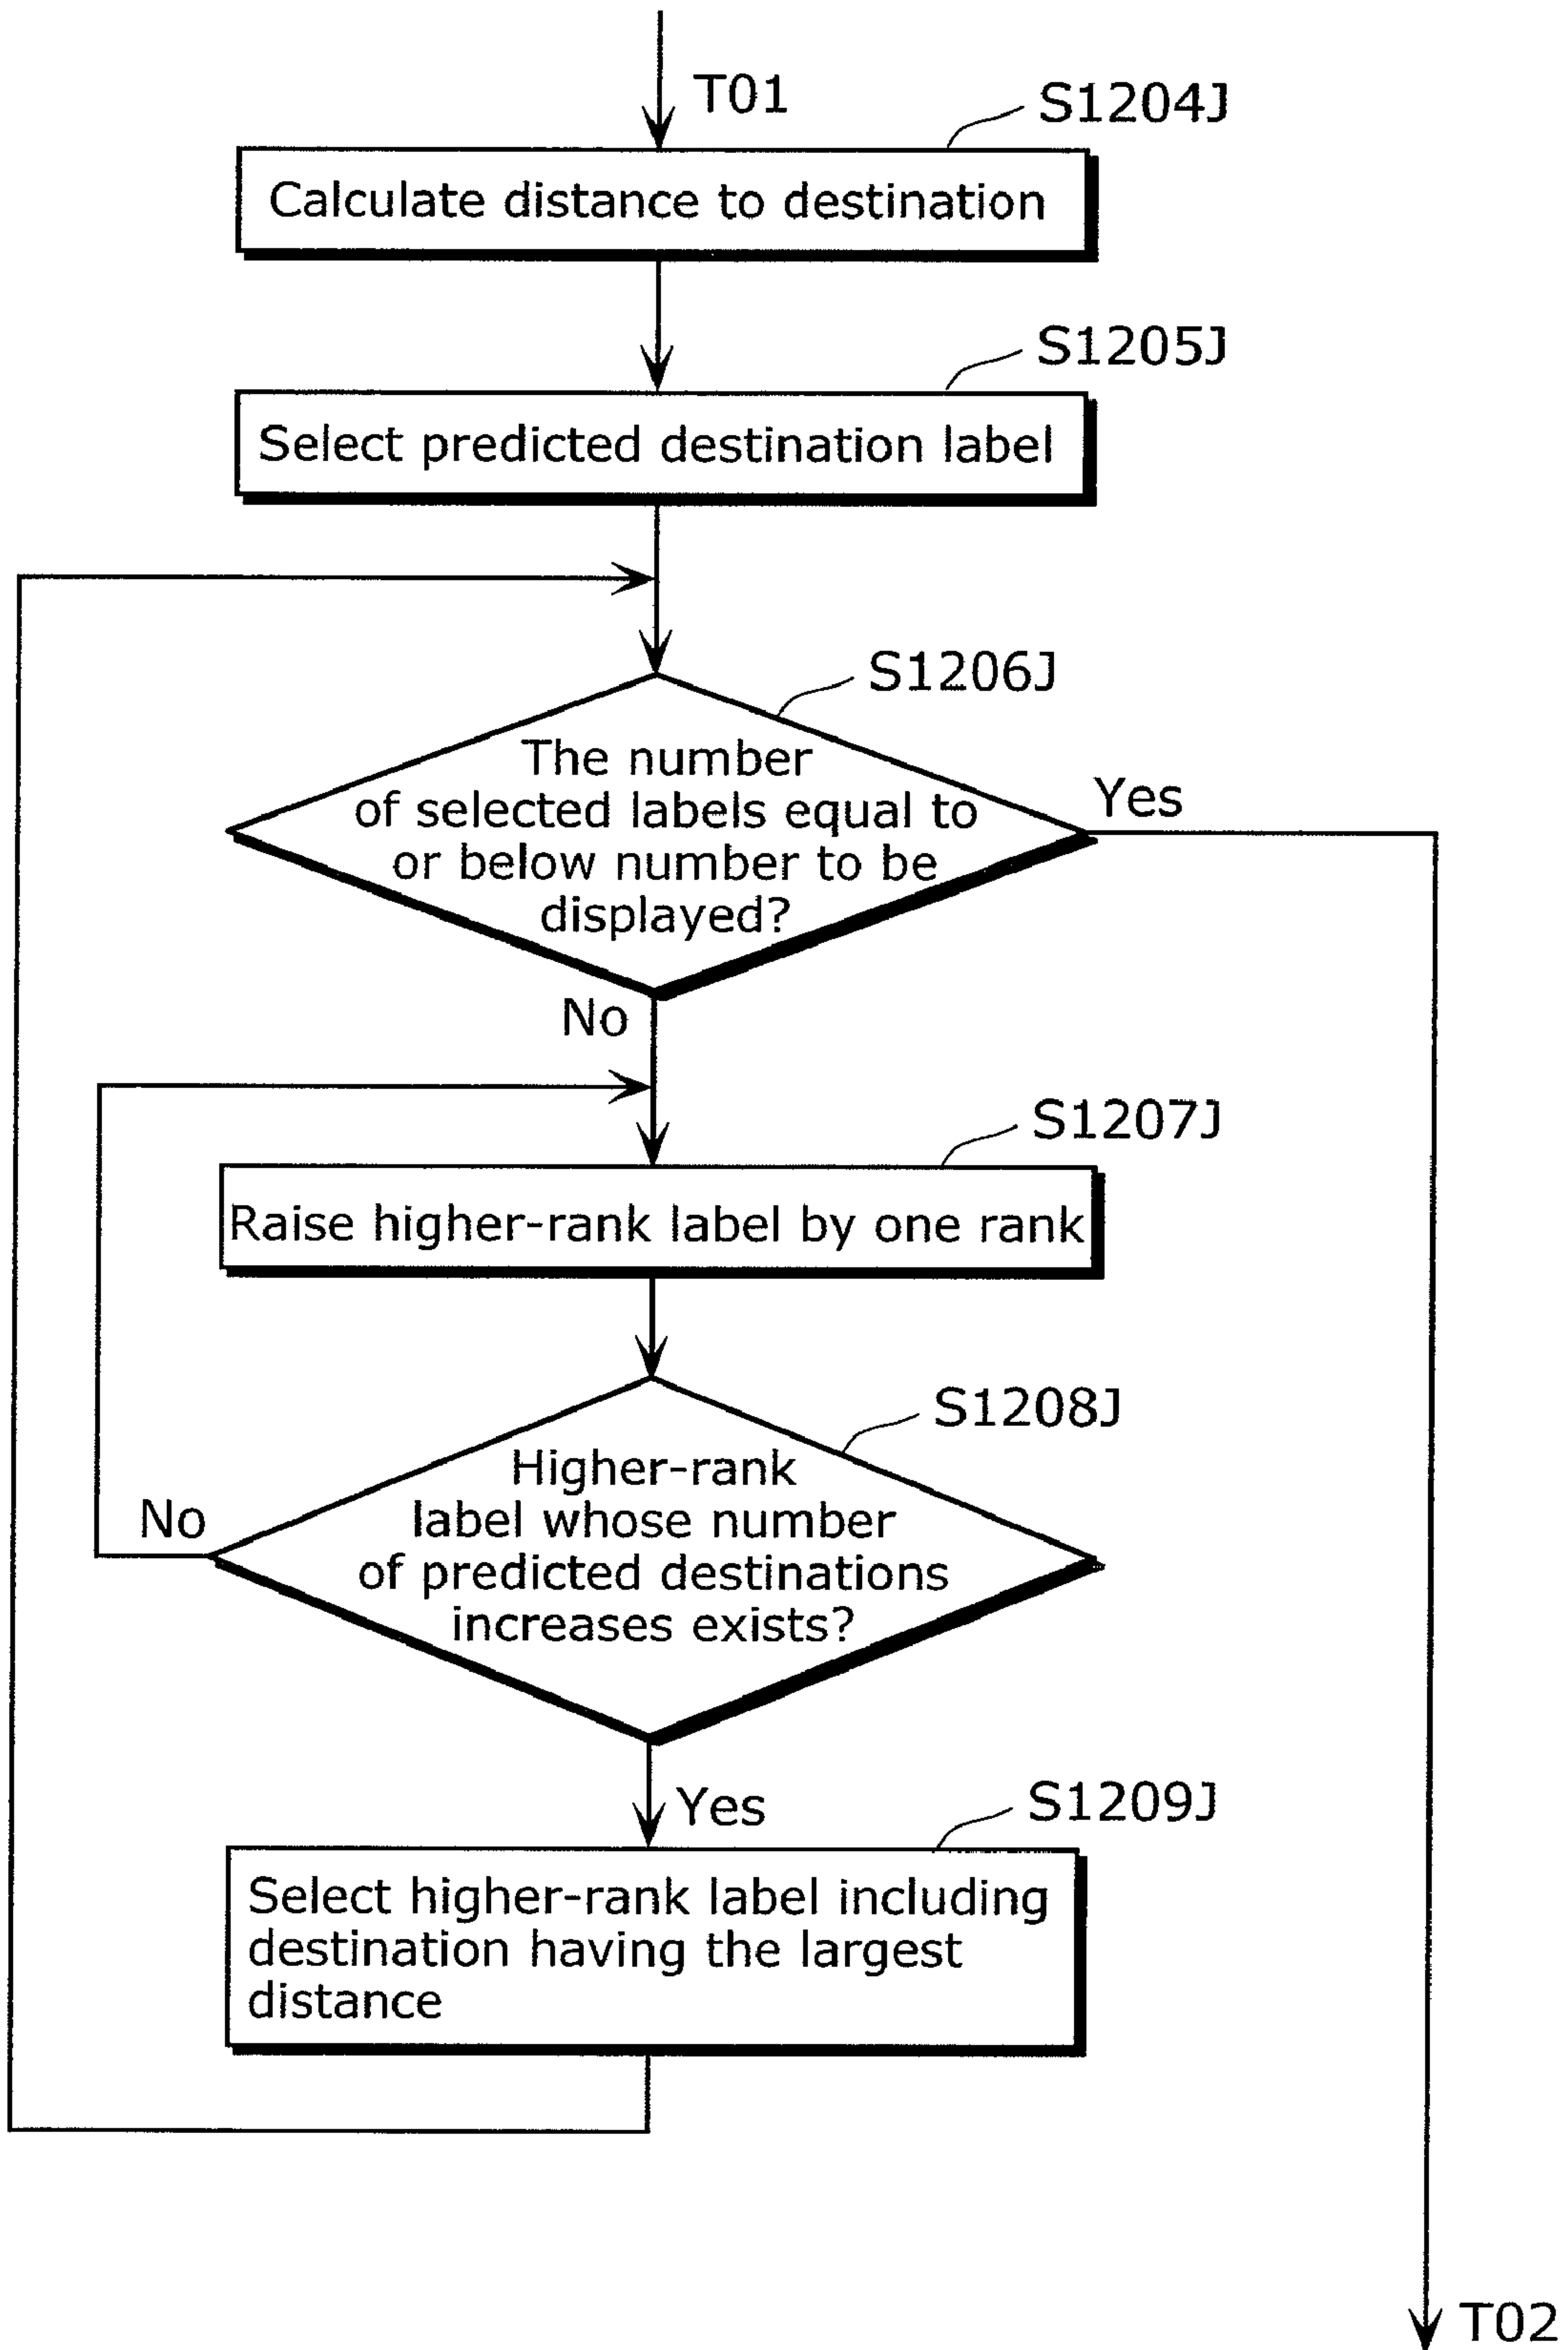 T01
S1204J
Calculate distance to destination
S1205J
Select predicted destination label
S1206J
The number
of selected labels equal to
or below number to be
displayed?
Yes
No
S1207J
Raise higher-rank label by one rank
S1208J
Higher-rank
label whose number
of predicted destinations
increases exists?
No
Yes
S1209J
Select higher-rank label including
destination having the largest
distance
T02